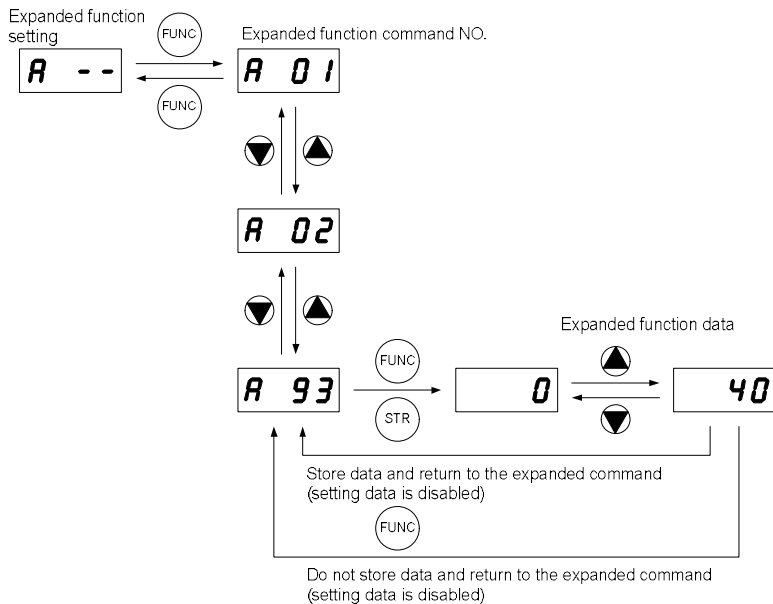 Expanded function
setting
FUNC
Expanded function command NO.
A --
A 01
FUNC
A 02
Expanded function data
FUNC
A 93
0
40
STR
Store data and return to the expanded command
(setting data is disabled)
FUNC
Do not store data and return to the expanded command
(setting data is disabled)